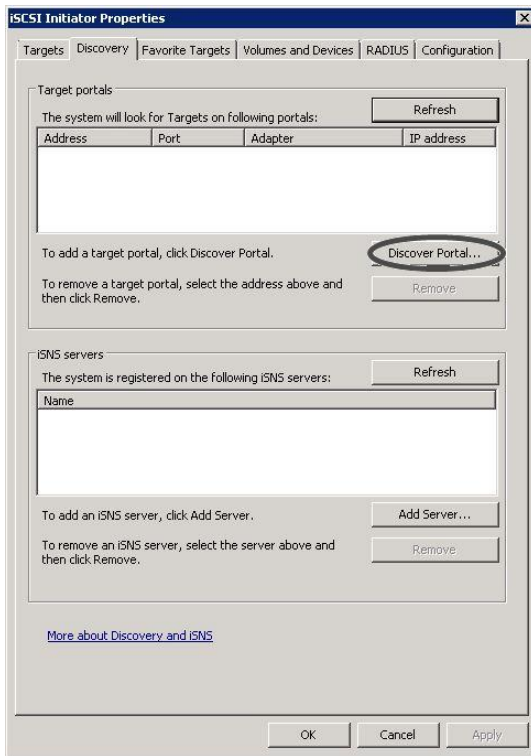 iSCSI Initiator Properties
Targets Discovery Favorite Targets Volumes and Devices RADIUS Configuration
Target portals
Refresh
The system will look for Targets on following portals:
Address Port Adapter IP address
To add a target portal, click Discover Portal.
Discover Portal...
To remove a target portal, select the address above and
then click Remove.
Remove
iSNS servers
Refresh
The system is registered on the following iSNS servers:
Name
To add an iSNS server, click Add Server.
Add Server...
To remove an iSNS server, select the server above and
then click Remove.
Remove
More about Discovery and iSNS
OK Cancel Apply